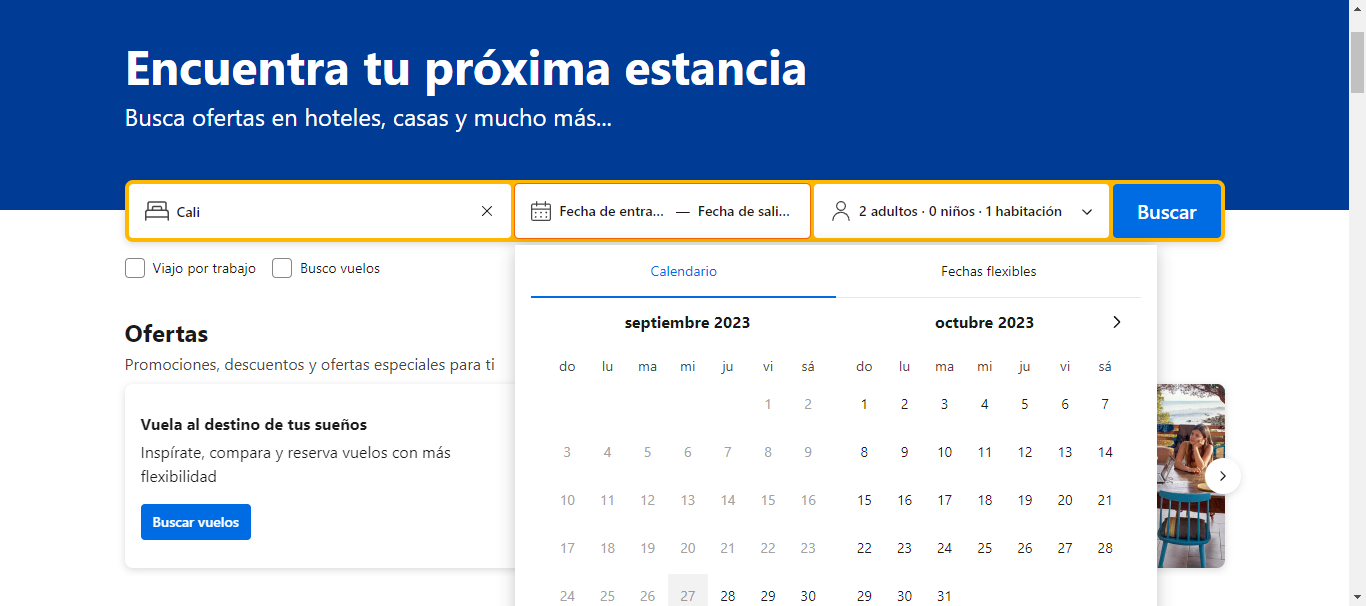 Encuentra tu próxima estancia
Busca ofertas en hoteles, casas y mucho más...
Cali
Fecha de entra... — Fecha de sali...
2 adultos · 0 niños · 1 habitación
Buscar
Viajo por trabajo
Busco vuelos
Calendario
Fechas flexibles
Ofertas
Promociones, descuentos y ofertas especiales para ti
Vuela al destino de tus sueños
Inspírate, compara y reserva vuelos con más
flexibilidad
Buscar vuelos
septiembre 2023
do lu ma mi ju vi sá
1 2
3 4 5 6 7 8 9
10 11 12 13 14 15 16
17 18 19 20 21 22 23
24 25 26 27 28 29 30
octubre 2023
do lu ma mi ju vi sá
1 2 3 4 5 6 7
8 9 10 11 12 13 14
15 16 17 18 19 20 21
22 23 24 25 26 27 28
29 30 31